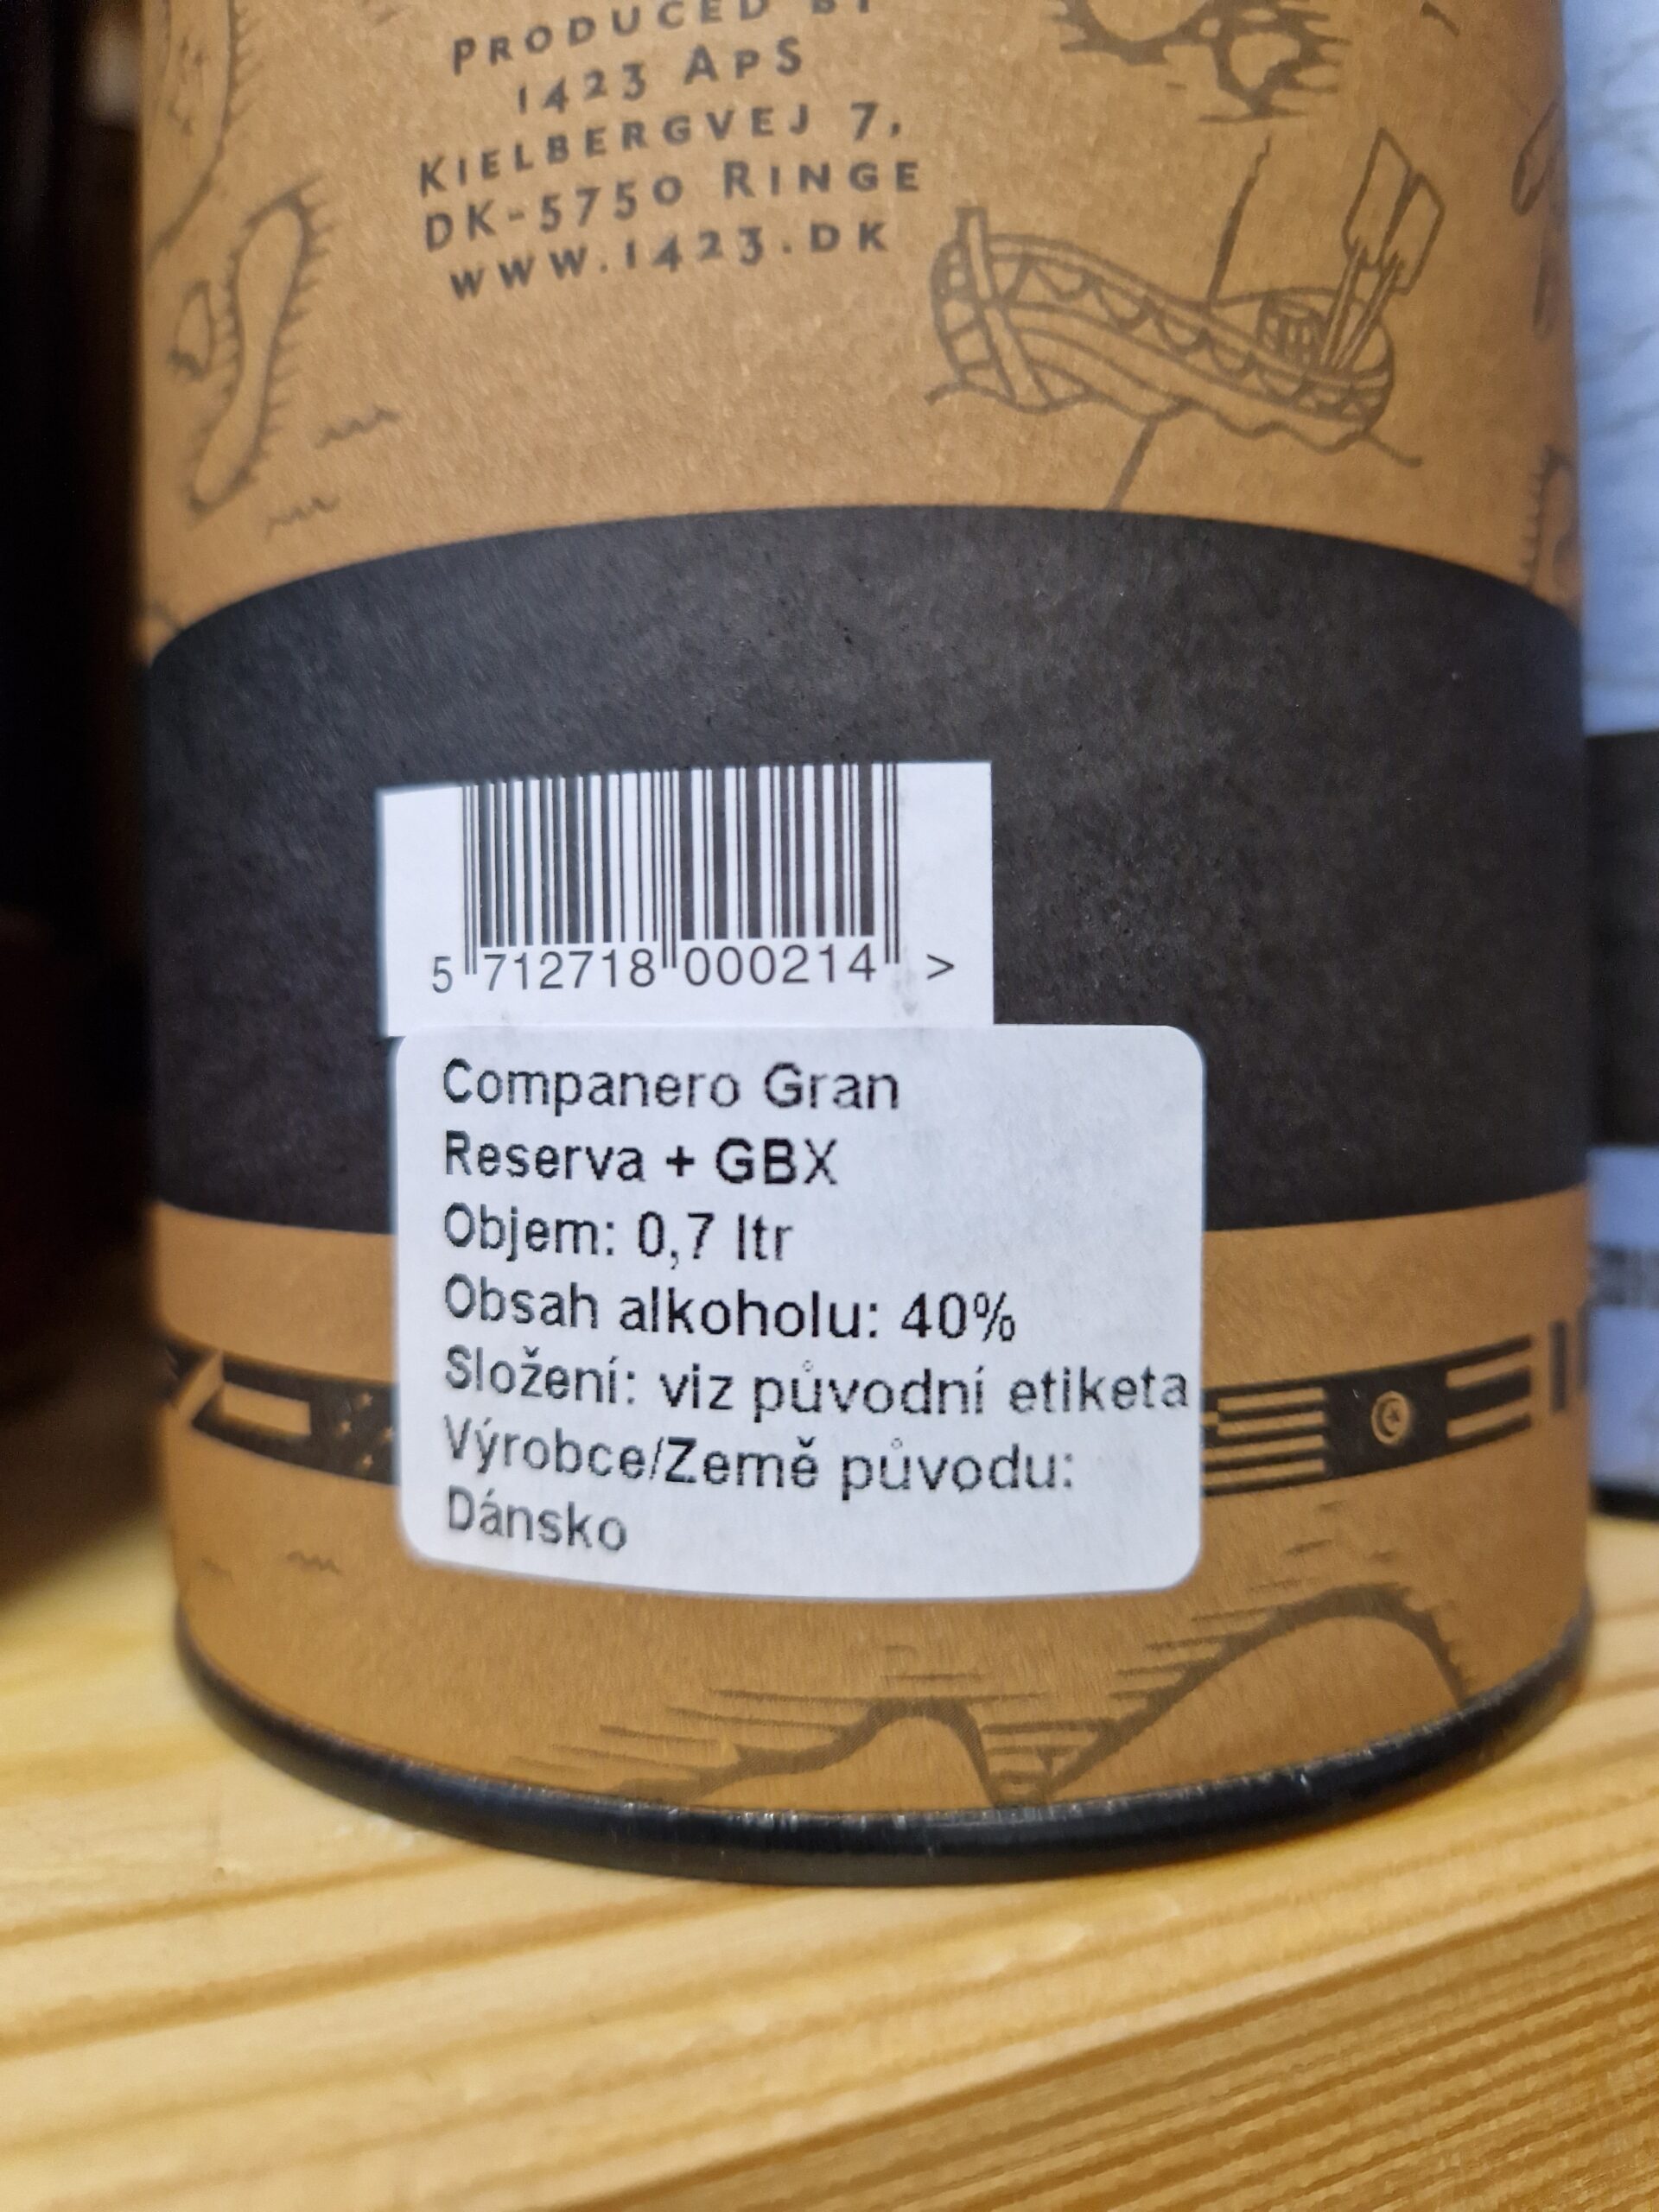 PRODUCED BY
1423 APS
KIELBERGVEJ 7,
DK-5750 RINGE
WWW.1423.DK
5 712718 000214 >
Companero Gran
Reserva + GBX
Objem: 0,7 ltr
Obsah alkoholu: 40%
Složení: viz původní etiketa
Výrobce/Země původu:
Dánsko